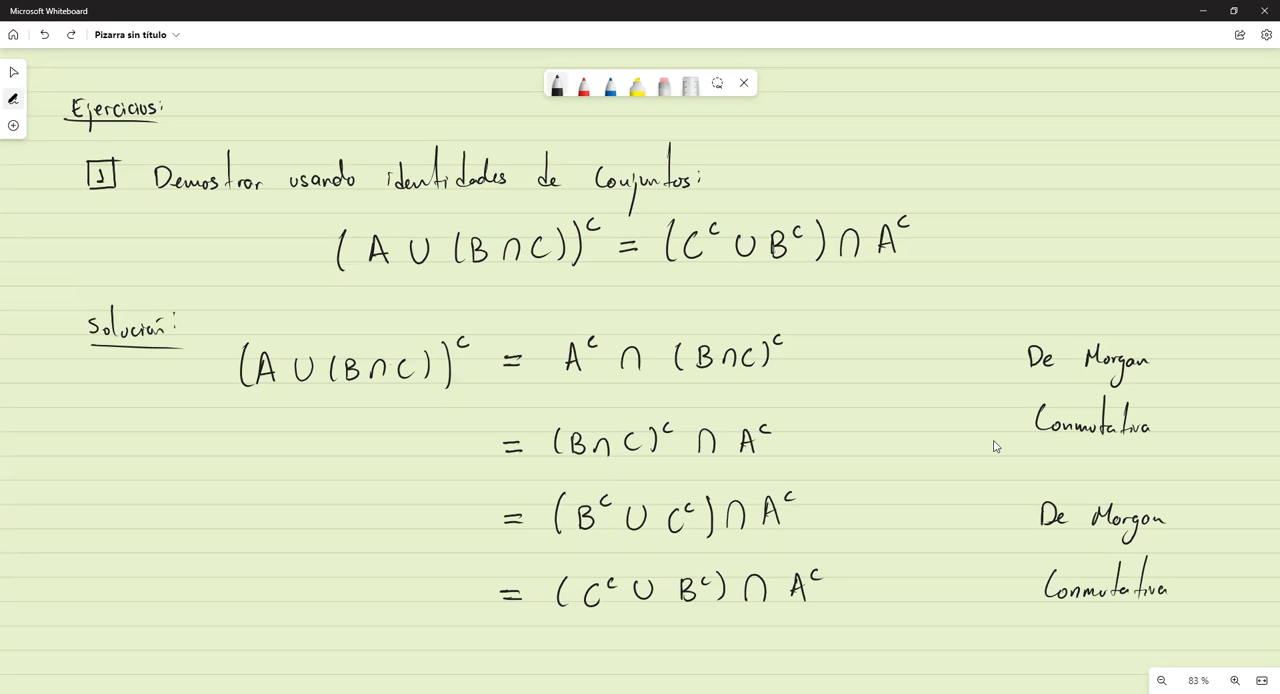 Microsoft Whiteboard
Pizarra sin título
Ejercicios:
1 Demostrar usando identidades de Conjuntos:
(A ∪ (B ∩ C))ᶜ = (Cᶜ ∪ Bᶜ) ∩ Aᶜ
Solución:
(A ∪ (B ∩ C))ᶜ = Aᶜ ∩ (B ∩ C)ᶜ De Morgan
= (B ∩ C)ᶜ ∩ Aᶜ Conmutativa
= (Bᶜ ∪ Cᶜ) ∩ Aᶜ De Morgan
= (Cᶜ ∪ Bᶜ) ∩ Aᶜ Conmutativa
83 %